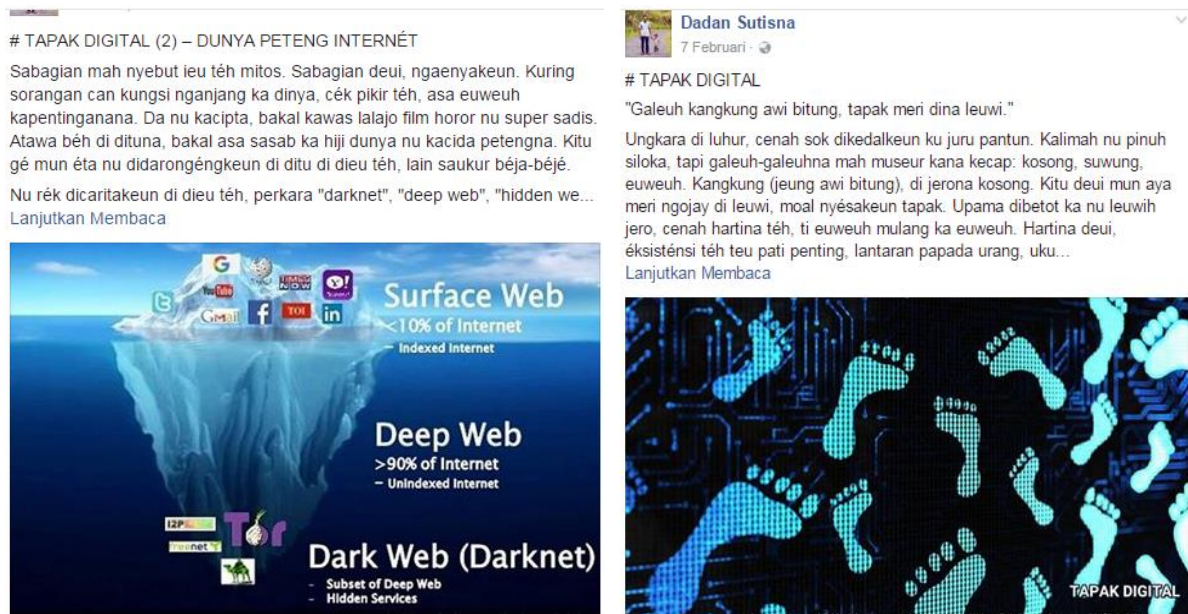 # TAPAK DIGITAL (2) – DUNYA PETENG INTERNÉT
Sabagian mah nyebut ieu téh mitos. Sabagian deui, ngaenyakeun. Kuring
sorangan can kungsi nganjang ka dinya, cék pikir téh, asa euweuh
kapentinganana. Da nu kacipta, bakal kawas lalajo film horor nu super sadis.
Atawa béh di dituna, bakal asa sasab ka hiji dunya nu kacida petengna. Kitu
gé mun éta nu didarongéngkeun di ditu di dieu téh, lain saukur béja-béjé.
Nu rék dicaritakeun di dieu téh, perkara "darknet", "deep web", "hidden we...
Lanjutkan Membaca
G
YouTube
TIMES NOW
Y!
Gmail
f
TOI
in
Surface Web
<10% of Internet
– Indexed Internet
Deep Web
>90% of Internet
– Unindexed Internet
I2P
Tor
freenet
Dark Web (Darknet)
- Subset of Deep Web
- Hidden Services
Dadan Sutisna
7 Februari ·
# TAPAK DIGITAL
"Galeuh kangkung awi bitung, tapak meri dina leuwi."
Ungkara di luhur, cenah sok dikedalkeun ku juru pantun. Kalimah nu pinuh
siloka, tapi galeuh-galeuhna mah museur kana kecap: kosong, suwung,
euweuh. Kangkung (jeung awi bitung), di jerona kosong. Kitu deui mun aya
meri ngojay di leuwi, moal nyésakeun tapak. Upama dibetot ka nu leuwih
jero, cenah hartina téh, ti euweuh mulang ka euweuh. Hartina deui,
éksisténsi téh teu pati penting, lantaran papada urang, uku...
Lanjutkan Membaca
TAPAK DIGITAL